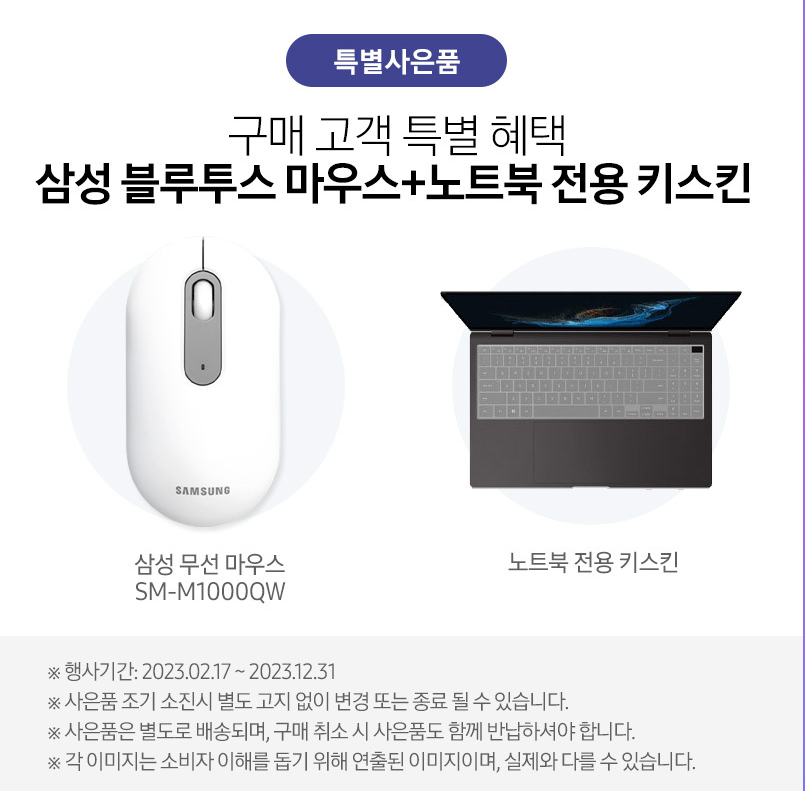 특별사은품
구매 고객 특별 혜택
삼성 블루투스 마우스+노트북 전용 키스킨
SAMSUNG
삼성 무선 마우스
SM-M1000QW
노트북 전용 키스킨
※ 행사기간: 2023.02.17 ~ 2023.12.31
※ 사은품 조기 소진시 별도 고지 없이 변경 또는 종료 될 수 있습니다.
※ 사은품은 별도로 배송되며, 구매 취소 시 사은품도 함께 반납하셔야 합니다.
※ 각 이미지는 소비자 이해를 돕기 위해 연출된 이미지이며, 실제와 다를 수 있습니다.